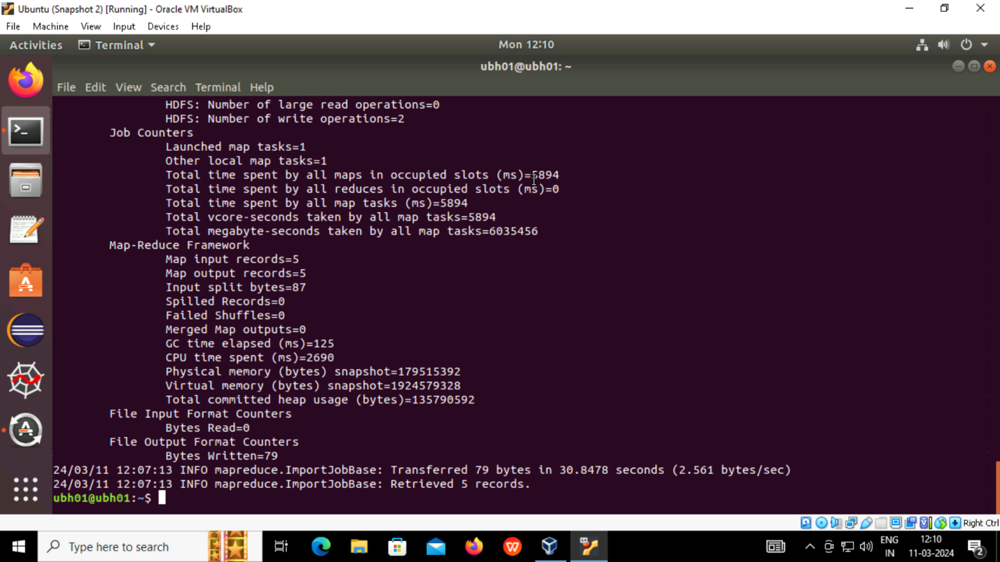 Ubuntu (Snapshot 2) [Running] - Oracle VM VirtualBox
File Machine View Input Devices Help
Activities Terminal Mon 12:10
ubh01@ubh01: ~
File Edit View Search Terminal Help
HDFS: Number of large read operations=0
HDFS: Number of write operations=2
Job Counters
Launched map tasks=1
Other local map tasks=1
Total time spent by all maps in occupied slots (ms)=5894
Total time spent by all reduces in occupied slots (ms)=0
Total time spent by all map tasks (ms)=5894
Total vcore-seconds taken by all map tasks=5894
Total megabyte-seconds taken by all map tasks=6035456
Map-Reduce Framework
Map input records=5
Map output records=5
Input split bytes=87
Spilled Records=0
Failed Shuffles=0
Merged Map outputs=0
GC time elapsed (ms)=125
CPU time spent (ms)=2690
Physical memory (bytes) snapshot=179515392
Virtual memory (bytes) snapshot=1924579328
Total committed heap usage (bytes)=135790592
File Input Format Counters
Bytes Read=0
File Output Format Counters
Bytes Written=79
24/03/11 12:07:13 INFO mapreduce.ImportJobBase: Transferred 79 bytes in 30.8478 seconds (2.561 bytes/sec)
24/03/11 12:07:13 INFO mapreduce.ImportJobBase: Retrieved 5 records.
ubh01@ubh01:~$
Right Ctrl
Type here to search
ENG
IN
12:10
11-03-2024
2